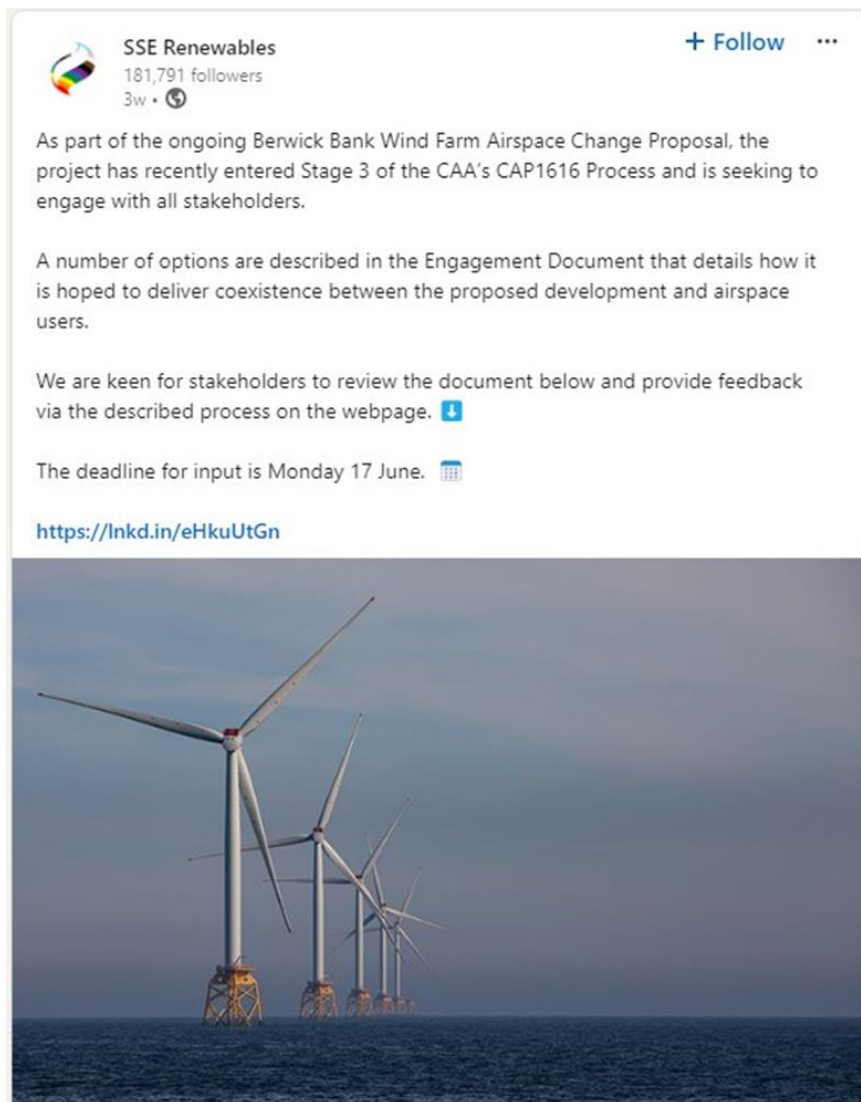 SSE Renewables
+ Follow ...
181,791 followers
3w •
As part of the ongoing Berwick Bank Wind Farm Airspace Change Proposal, the
project has recently entered Stage 3 of the CAA's CAP1616 Process and is seeking to
engage with all stakeholders.
A number of options are described in the Engagement Document that details how it
is hoped to deliver coexistence between the proposed development and airspace
users.
We are keen for stakeholders to review the document below and provide feedback
via the described process on the webpage. ⬇️
The deadline for input is Monday 17 June. 🗓️
https://lnkd.in/eHkuUtGn